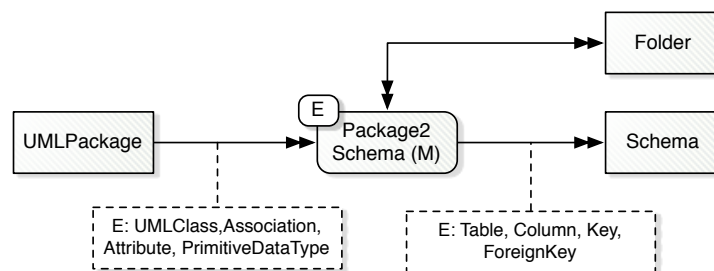 Folder
E
UMLPackage
Package2
Schema (M)
Schema
E: UMLClass,Association,
Attribute, PrimitiveDataType
E: Table, Column, Key,
ForeignKey